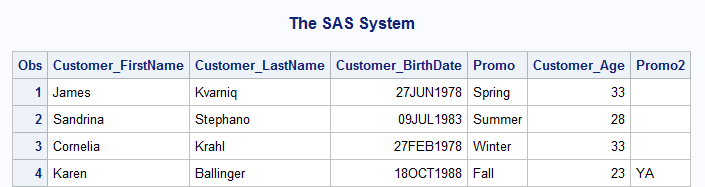 The SAS System
Obs Customer_FirstName Customer_LastName Customer_BirthDate Promo Customer_Age Promo2
1 James Kvarniq 27JUN1978 Spring 33
2 Sandrina Stephano 09JUL1983 Summer 28
3 Cornelia Krahl 27FEB1978 Winter 33
4 Karen Ballinger 18OCT1988 Fall 23 YA